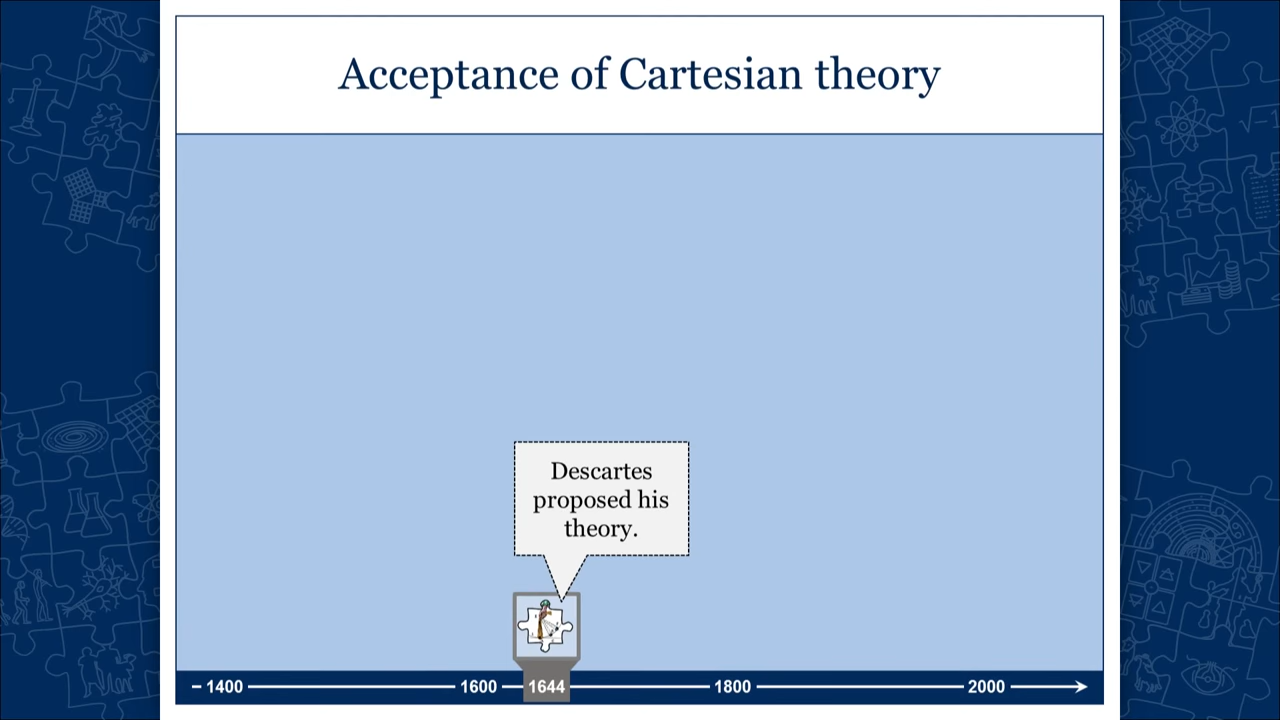 Acceptance of Cartesian theory
Descartes
proposed his
theory.
1400 1600 1644 1800 2000